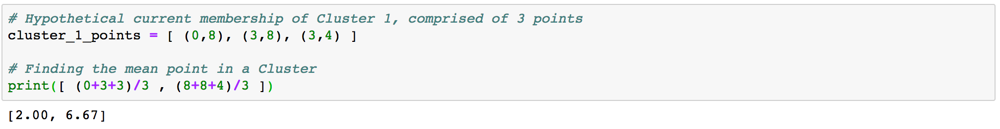 # Hypothetical current membership of Cluster 1, comprised of 3 points
cluster_1_points = [ (0,8), (3,8), (3,4) ]
# Finding the mean point in a Cluster
print([ (0+3+3)/3 , (8+8+4)/3 ])
[2.00, 6.67]